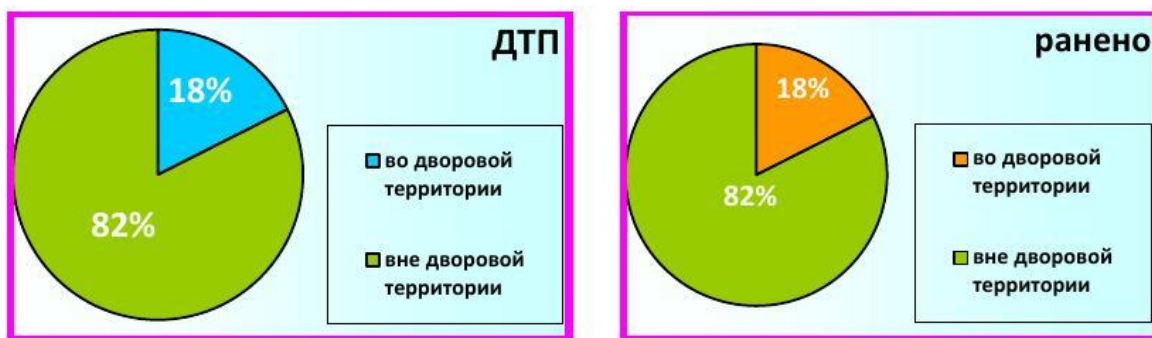 ДТП
18%
82%
во дворовой
территории
вне дворовой
территории
ранено
18%
82%
во дворовой
территории
вне дворовой
территории